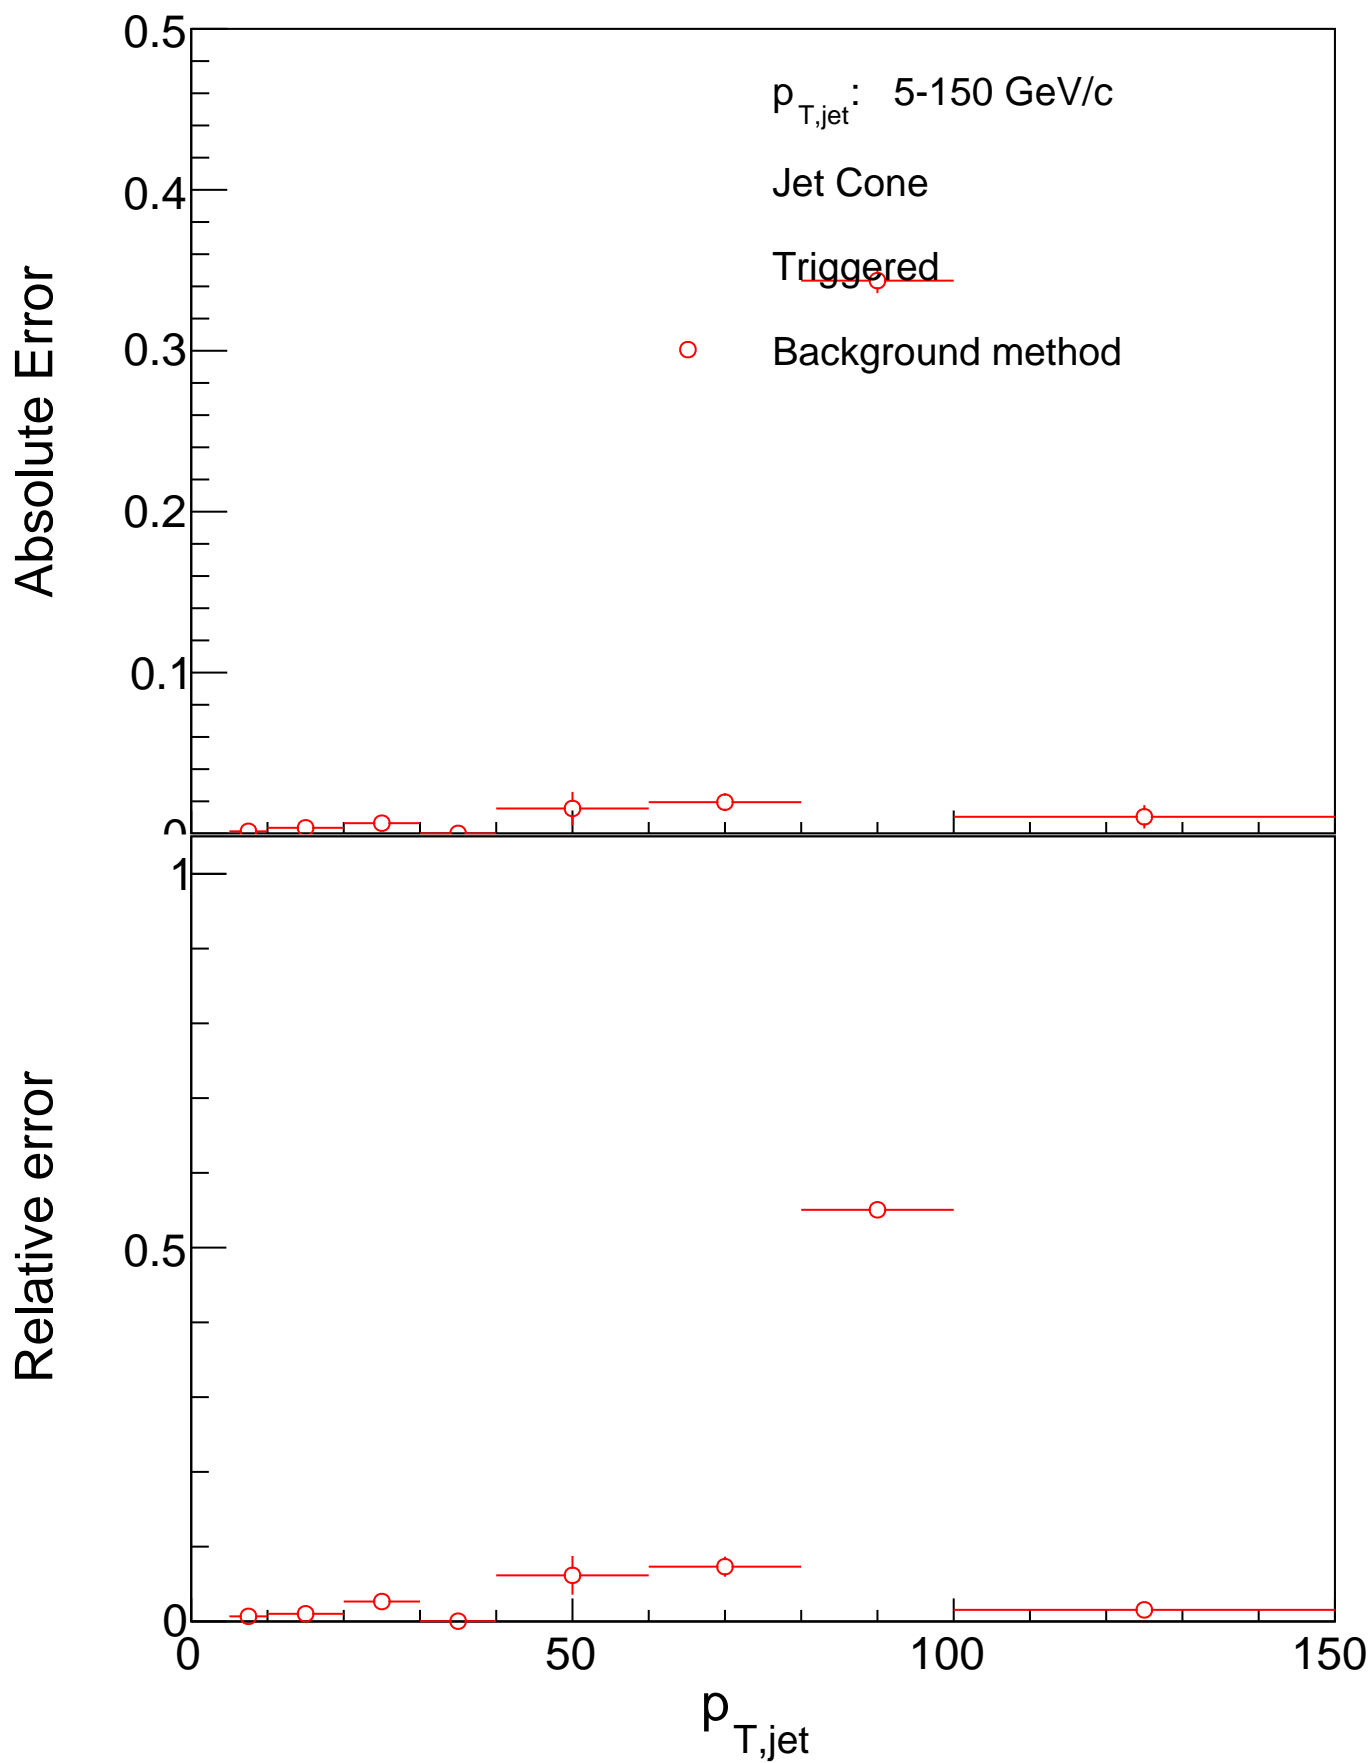 0.5
p_T,jet: 5-150 GeV/c
Jet Cone
0.4
Triggered
0.3
Background method
Absolute Error
0.2
0.1
0
1
Relative error
0.5
0
0 50 100 150
p_T,jet